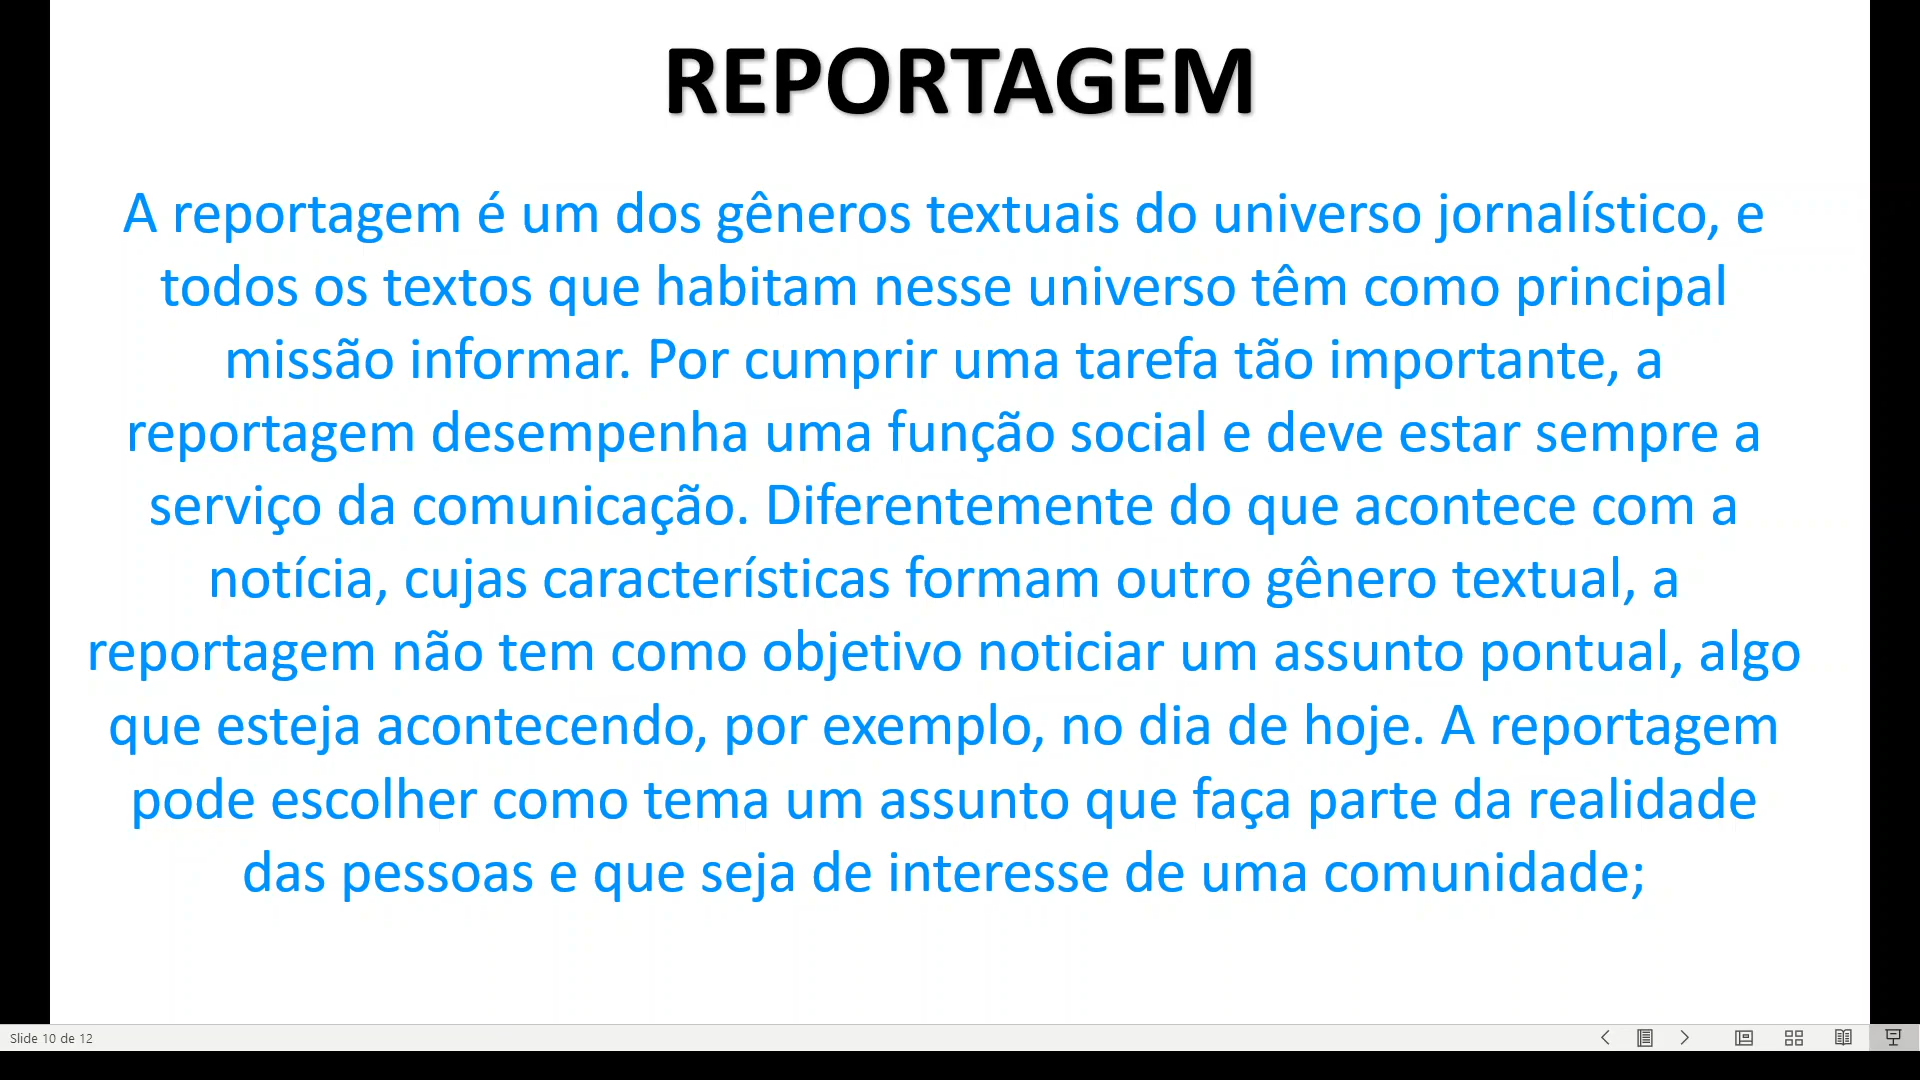 REPORTAGEM
A reportagem é um dos gêneros textuais do universo jornalístico, e
todos os textos que habitam nesse universo têm como principal
missão informar. Por cumprir uma tarefa tão importante, a
reportagem desempenha uma função social e deve estar sempre a
serviço da comunicação. Diferentemente do que acontece com a
notícia, cujas características formam outro gênero textual, a
reportagem não tem como objetivo noticiar um assunto pontual, algo
que esteja acontecendo, por exemplo, no dia de hoje. A reportagem
pode escolher como tema um assunto que faça parte da realidade
das pessoas e que seja de interesse de uma comunidade;
Slide 10 de 12